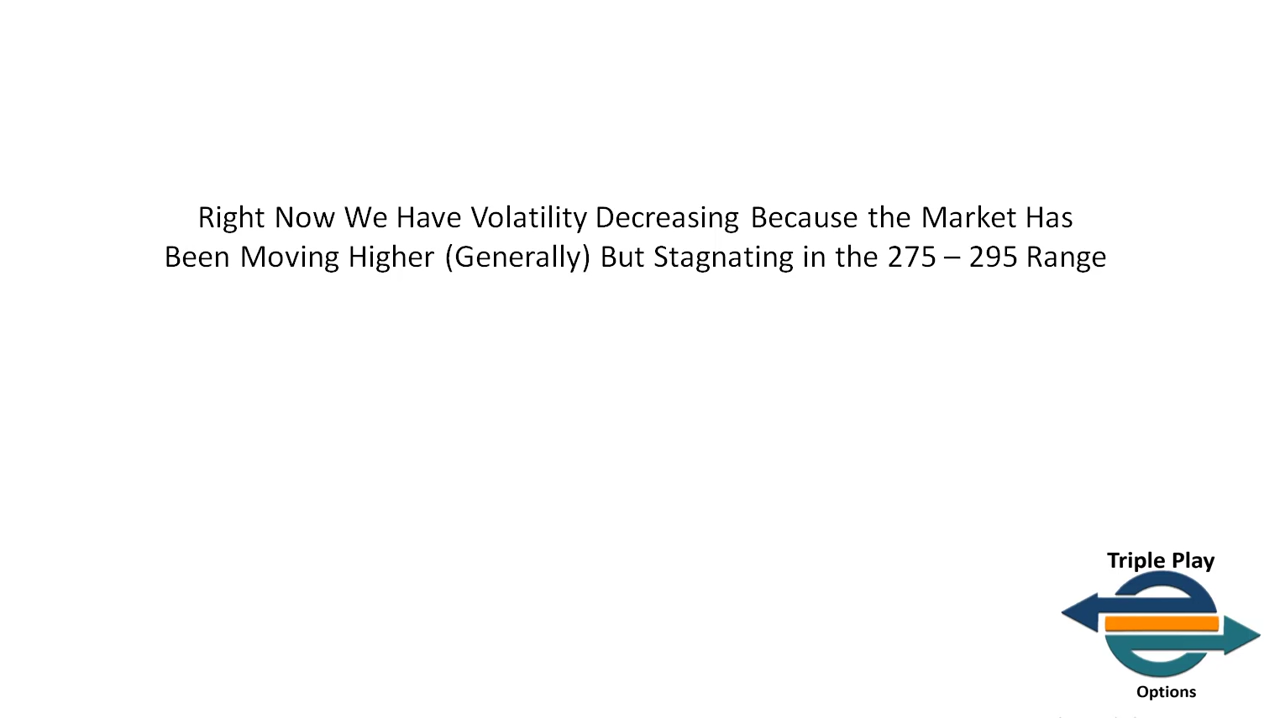 Right Now We Have Volatility Decreasing Because the Market Has
Been Moving Higher (Generally) But Stagnating in the 275 – 295 Range
Triple Play
Options